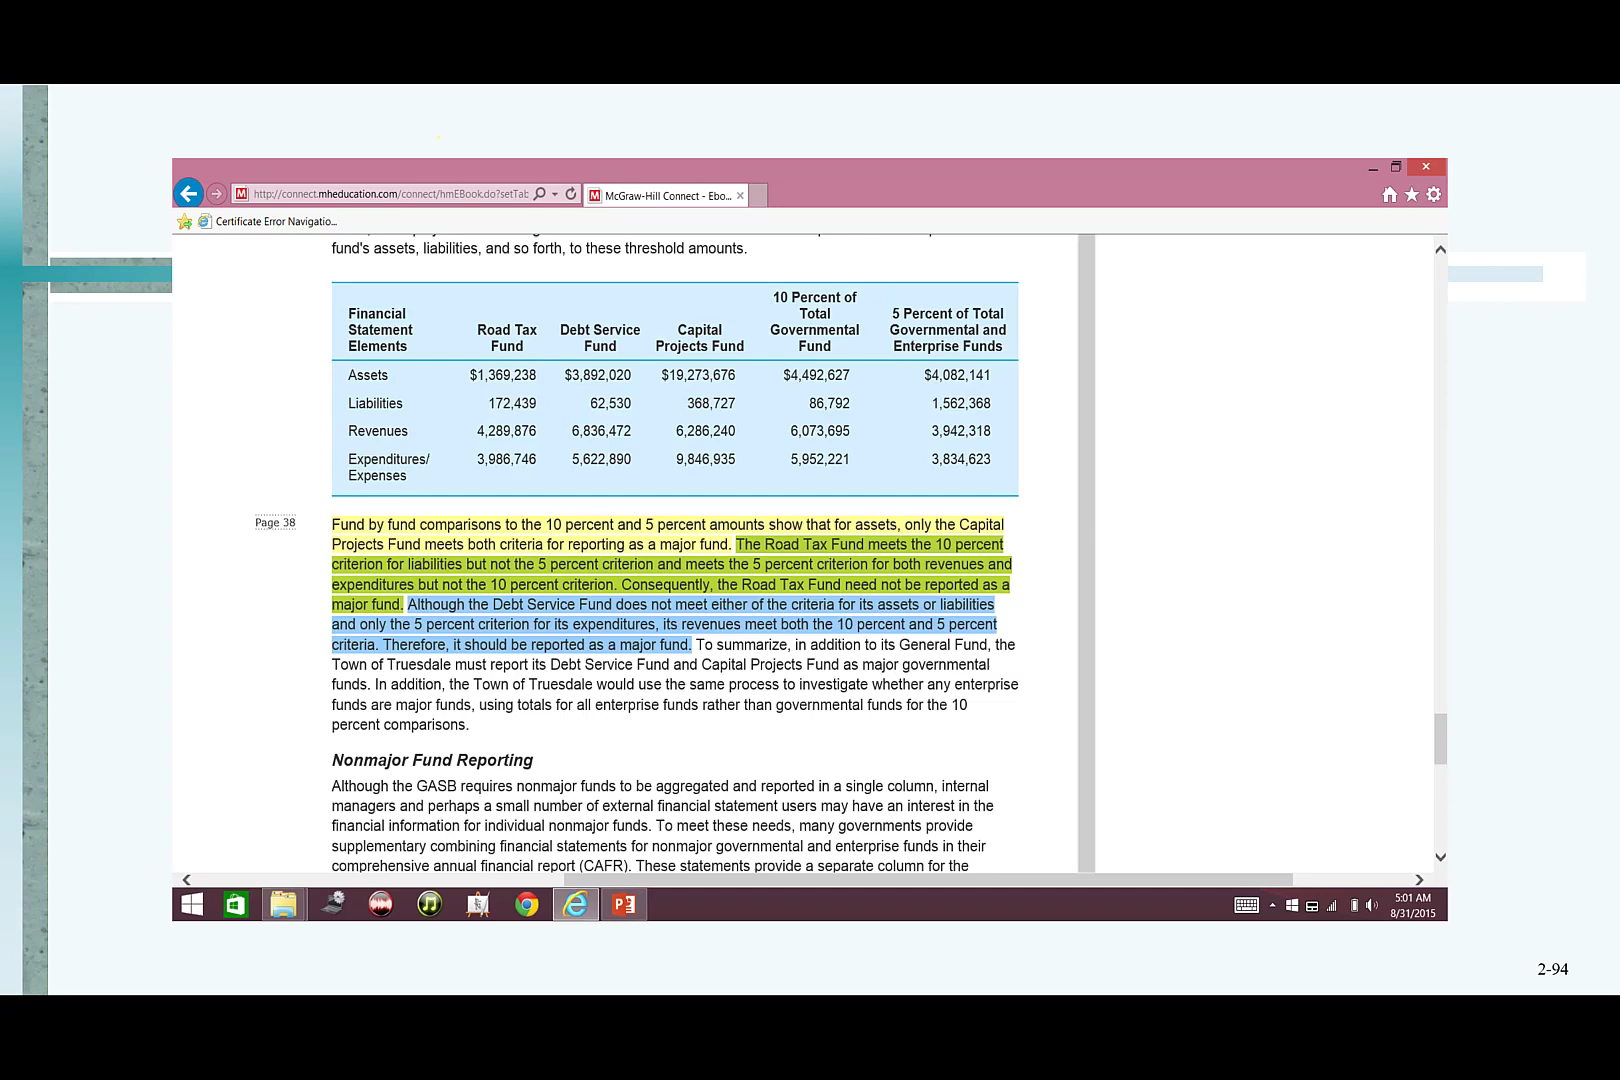 http://connect.mheducation.com/connect/hmEBook.do?setTab
McGraw-Hill Connect - Ebo...
Certificate Error Navigatio...
fund's assets, liabilities, and so forth, to these threshold amounts.
Financial Statement Elements Road Tax Fund Debt Service Fund Capital Projects Fund 10 Percent of Total Governmental Fund 5 Percent of Total Governmental and Enterprise Funds
Assets $1,369,238 $3,892,020 $19,273,676 $4,492,627 $4,082,141
Liabilities 172,439 62,530 368,727 86,792 1,562,368
Revenues 4,289,876 6,836,472 6,286,240 6,073,695 3,942,318
Expenditures/ 3,986,746 5,622,890 9,846,935 5,952,221 3,834,623
Expenses
Page 38
Fund by fund comparisons to the 10 percent and 5 percent amounts show that for assets, only the Capital
Projects Fund meets both criteria for reporting as a major fund. The Road Tax Fund meets the 10 percent
criterion for liabilities but not the 5 percent criterion and meets the 5 percent criterion for both revenues and
expenditures but not the 10 percent criterion. Consequently, the Road Tax Fund need not be reported as a
major fund. Although the Debt Service Fund does not meet either of the criteria for its assets or liabilities
and only the 5 percent criterion for its expenditures, its revenues meet both the 10 percent and 5 percent
criteria. Therefore, it should be reported as a major fund. To summarize, in addition to its General Fund, the
Town of Truesdale must report its Debt Service Fund and Capital Projects Fund as major governmental
funds. In addition, the Town of Truesdale would use the same process to investigate whether any enterprise
funds are major funds, using totals for all enterprise funds rather than governmental funds for the 10
percent comparisons.
Nonmajor Fund Reporting
Although the GASB requires nonmajor funds to be aggregated and reported in a single column, internal
managers and perhaps a small number of external financial statement users may have an interest in the
financial information for individual nonmajor funds. To meet these needs, many governments provide
supplementary combining financial statements for nonmajor governmental and enterprise funds in their
comprehensive annual financial report (CAFR). These statements provide a separate column for the
5:01 AM
8/31/2015
2-94